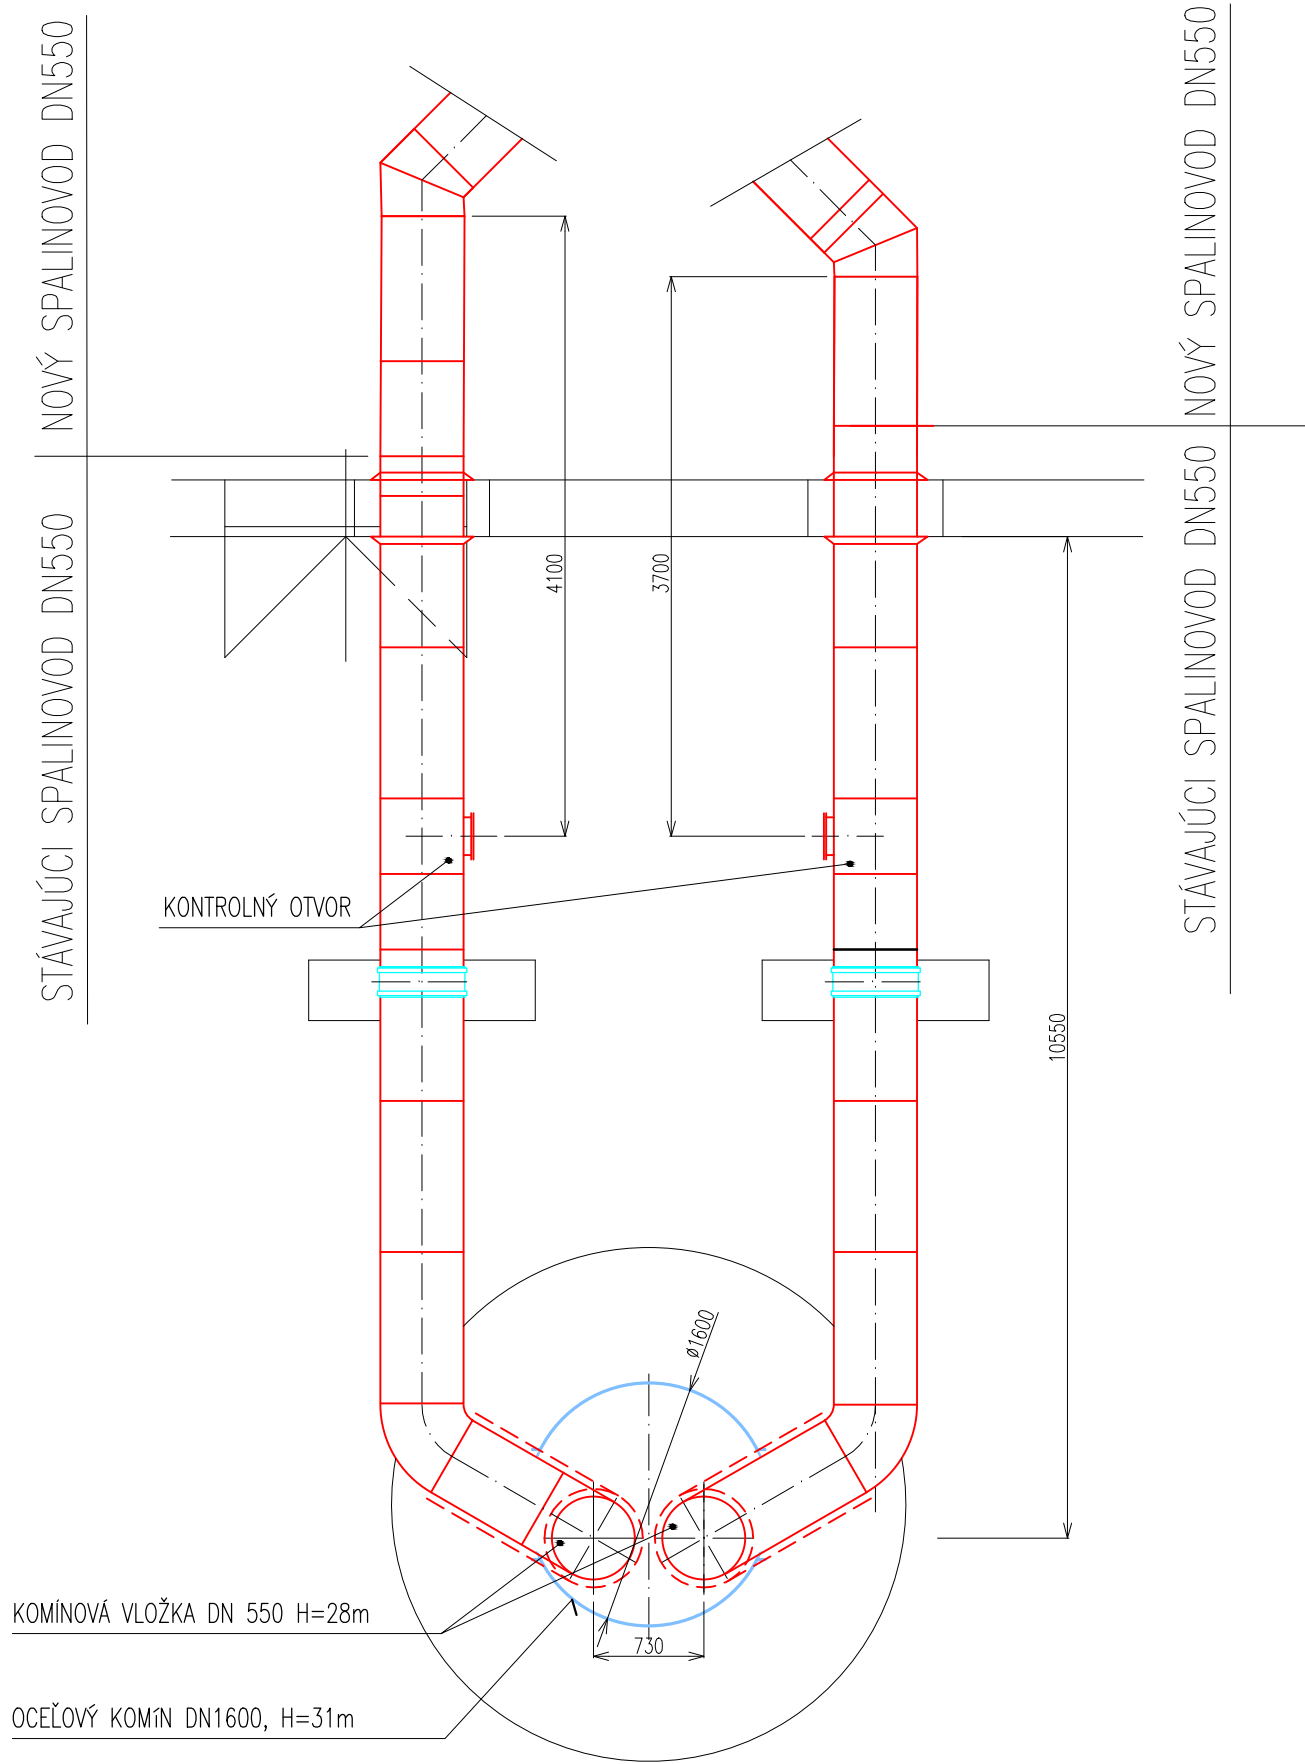 NOVÝ SPALINOVOD DN550
STÁVAJÚCI SPALINOVOD DN550
NOVÝ SPALINOVOD DN550
STÁVAJÚCI SPALINOVOD DN550
4100
3700
KONTROLNÝ OTVOR
10550
ø1600
KOMÍNOVÁ VLOŽKA DN 550 H=28m
730
OCEĽOVÝ KOMíN DN1600, H=31m